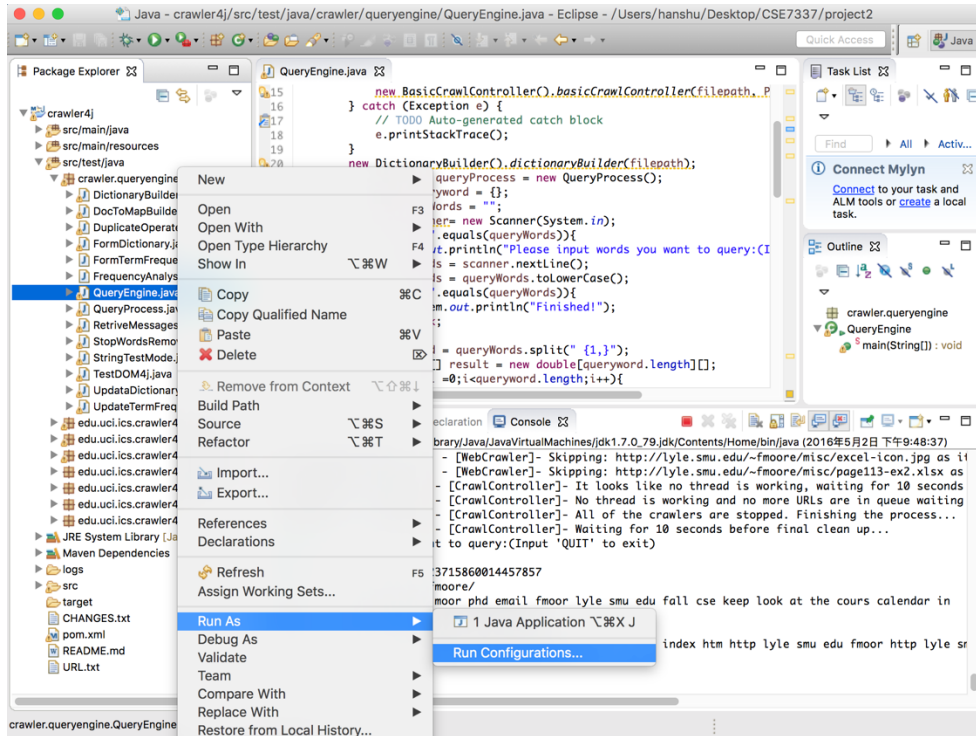 Java - crawler4j/src/test/java/crawler/queryengine/QueryEngine.java - Eclipse - /Users/hanshu/Desktop/CSE7337/project2
Quick Access
Java
Package Explorer
crawler4j
src/main/java
src/main/resources
src/test/java
crawler.queryengine
DictionaryBuilde
DocToMapBuilde
DuplicateOperate
FormDictionary.ja
FormTermFreque
FrequencyAnalys
QueryEngine.java
QueryProcess.jav
RetriveMessages
StopWordsRemov
StringTestMode.j
TestDOM4j.java
UpdataDictionary
UpdateTermFreq
edu.uci.ics.crawler4
edu.uci.ics.crawler4
edu.uci.ics.crawler4
edu.uci.ics.crawler4
edu.uci.ics.crawler4
edu.uci.ics.crawler4
edu.uci.ics.crawler4
JRE System Library [Ja
Maven Dependencies
logs
src
target
CHANGES.txt
pom.xml
README.md
URL.txt
crawler.queryengine.QueryEngine
New
Open F3
Open With
Open Type Hierarchy F4
Show In ⌥⌘W
Copy ⌘C
Copy Qualified Name
Paste ⌘V
Delete ⌦
Remove from Context ⌥⇧⌘↓
Build Path
Source ⌥⌘S
Refactor ⌥⌘T
Import...
Export...
References
Declarations
Refresh F5
Assign Working Sets...
Run As
Debug As
Validate
Team
Compare With
Replace With
Restore from Local History...
1 Java Application ⌥⌘X J
Run Configurations...
QueryEngine.java
15 new BasicCrawlController().basicCrawlController(filepath, P
16 } catch (Exception e) {
17 // TODO Auto-generated catch block
18 e.printStackTrace();
19 }
20 new DictionaryBuilder().dictionaryBuilder(filepath);
queryProcess = new QueryProcess();
yword = {};
Words = "";
er= new Scanner(System.in);
".equals(queryWords)){
ut.println("Please input words you want to query:(I
ds = scanner.nextLine();
ds = queryWords.toLowerCase();
".equals(queryWords)){
em.out.println("Finished!");
;
d = queryWords.split(" {1,}");
[] result = new double[queryword.length][];
=0;i<queryword.length;i++){
eclaration Console
brary/Java/JavaVirtualMachines/jdk1.7.0_79.jdk/Contents/Home/bin/java (2016年5月2日 下午9:48:37)
- [WebCrawler]- Skipping: http://lyle.smu.edu/~fmoore/misc/excel-icon.jpg as it
- [WebCrawler]- Skipping: http://lyle.smu.edu/~fmoore/misc/page113-ex2.xlsx as
- [CrawlController]- It looks like no thread is working, waiting for 10 seconds
- [CrawlController]- No thread is working and no more URLs are in queue waiting
- [CrawlController]- All of the crawlers are stopped. Finishing the process...
- [CrawlController]- Waiting for 10 seconds before final clean up...
nt to query:(Input 'QUIT' to exit)
23715860014457857
fmoore/
moor phd email fmoor lyle smu edu fall cse keep look at the cours calendar in
index htm http lyle smu edu fmoor http lyle sm
Task List
Find All Activ...
Connect Mylyn
Connect to your task and
ALM tools or create a local
task.
Outline
crawler.queryengine
QueryEngine
main(String[]) : void